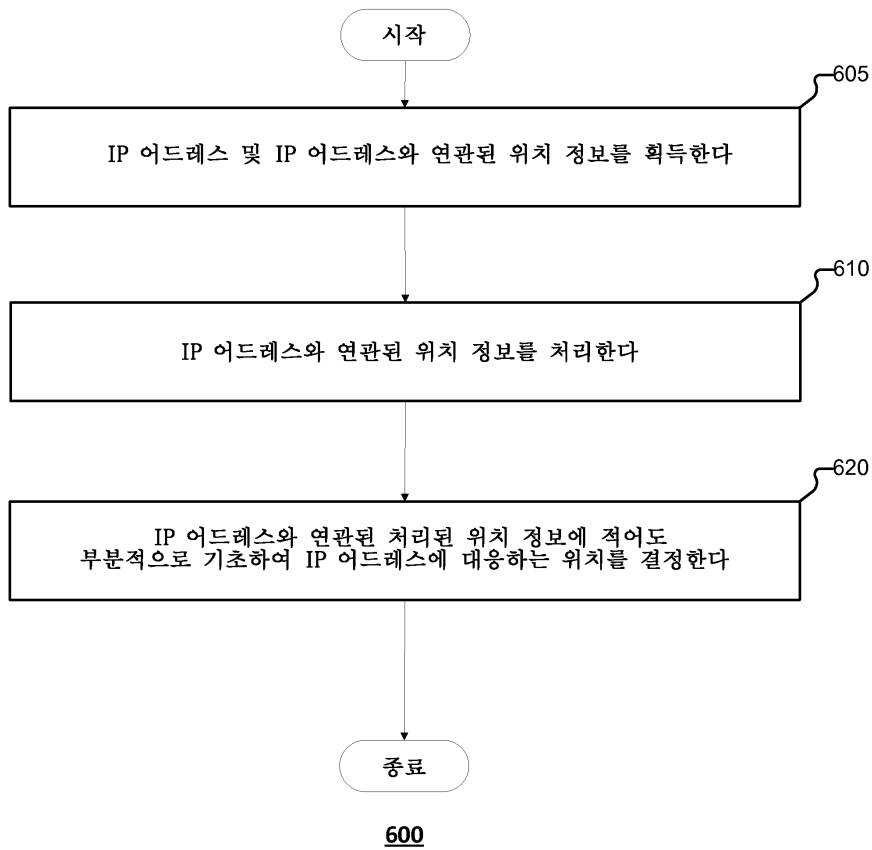 시작
605
IP 어드레스 및 IP 어드레스와 연관된 위치 정보를 획득한다
610
IP 어드레스와 연관된 위치 정보를 처리한다
620
IP 어드레스와 연관된 처리된 위치 정보에 적어도
부분적으로 기초하여 IP 어드레스에 대응하는 위치를 결정한다
종료
600